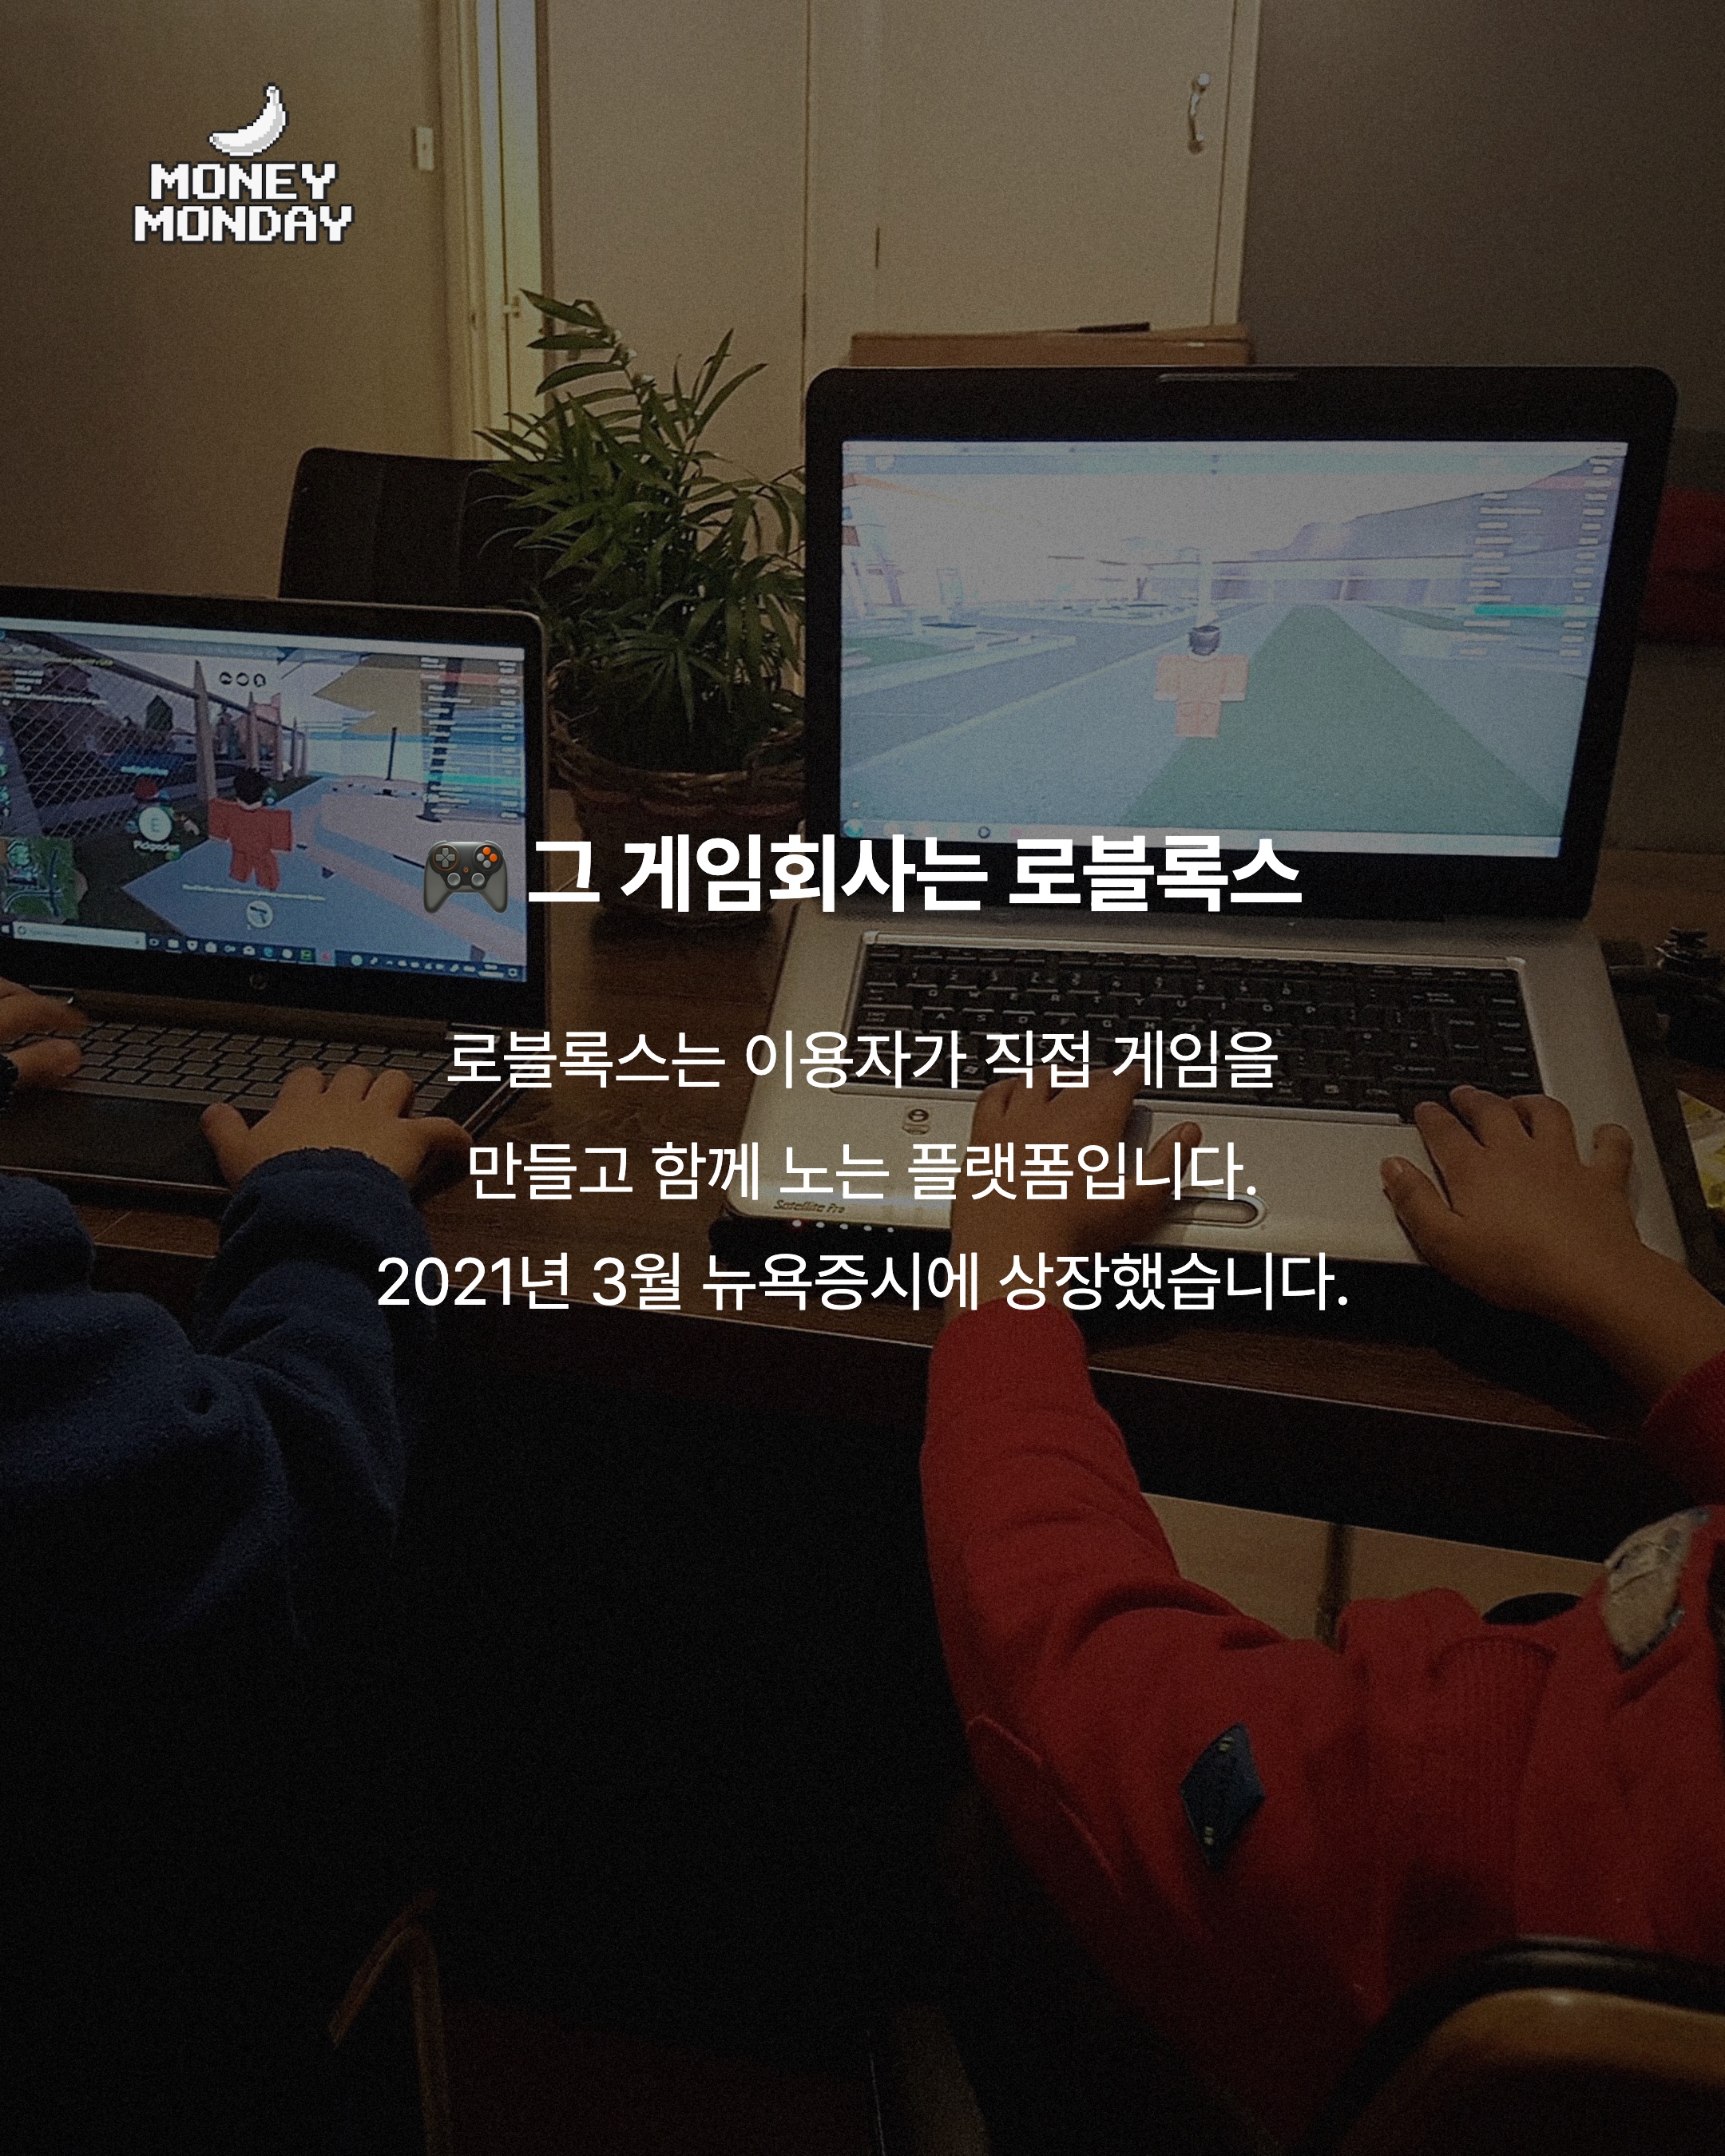 MONEY
MONDAY
Pickpocket
🎮 그 게임회사는 로블록스
로블록스는 이용자가 직접 게임을
만들고 함께 노는 플랫폼입니다.
Satellite Pro
2021년 3월 뉴욕증시에 상장했습니다.